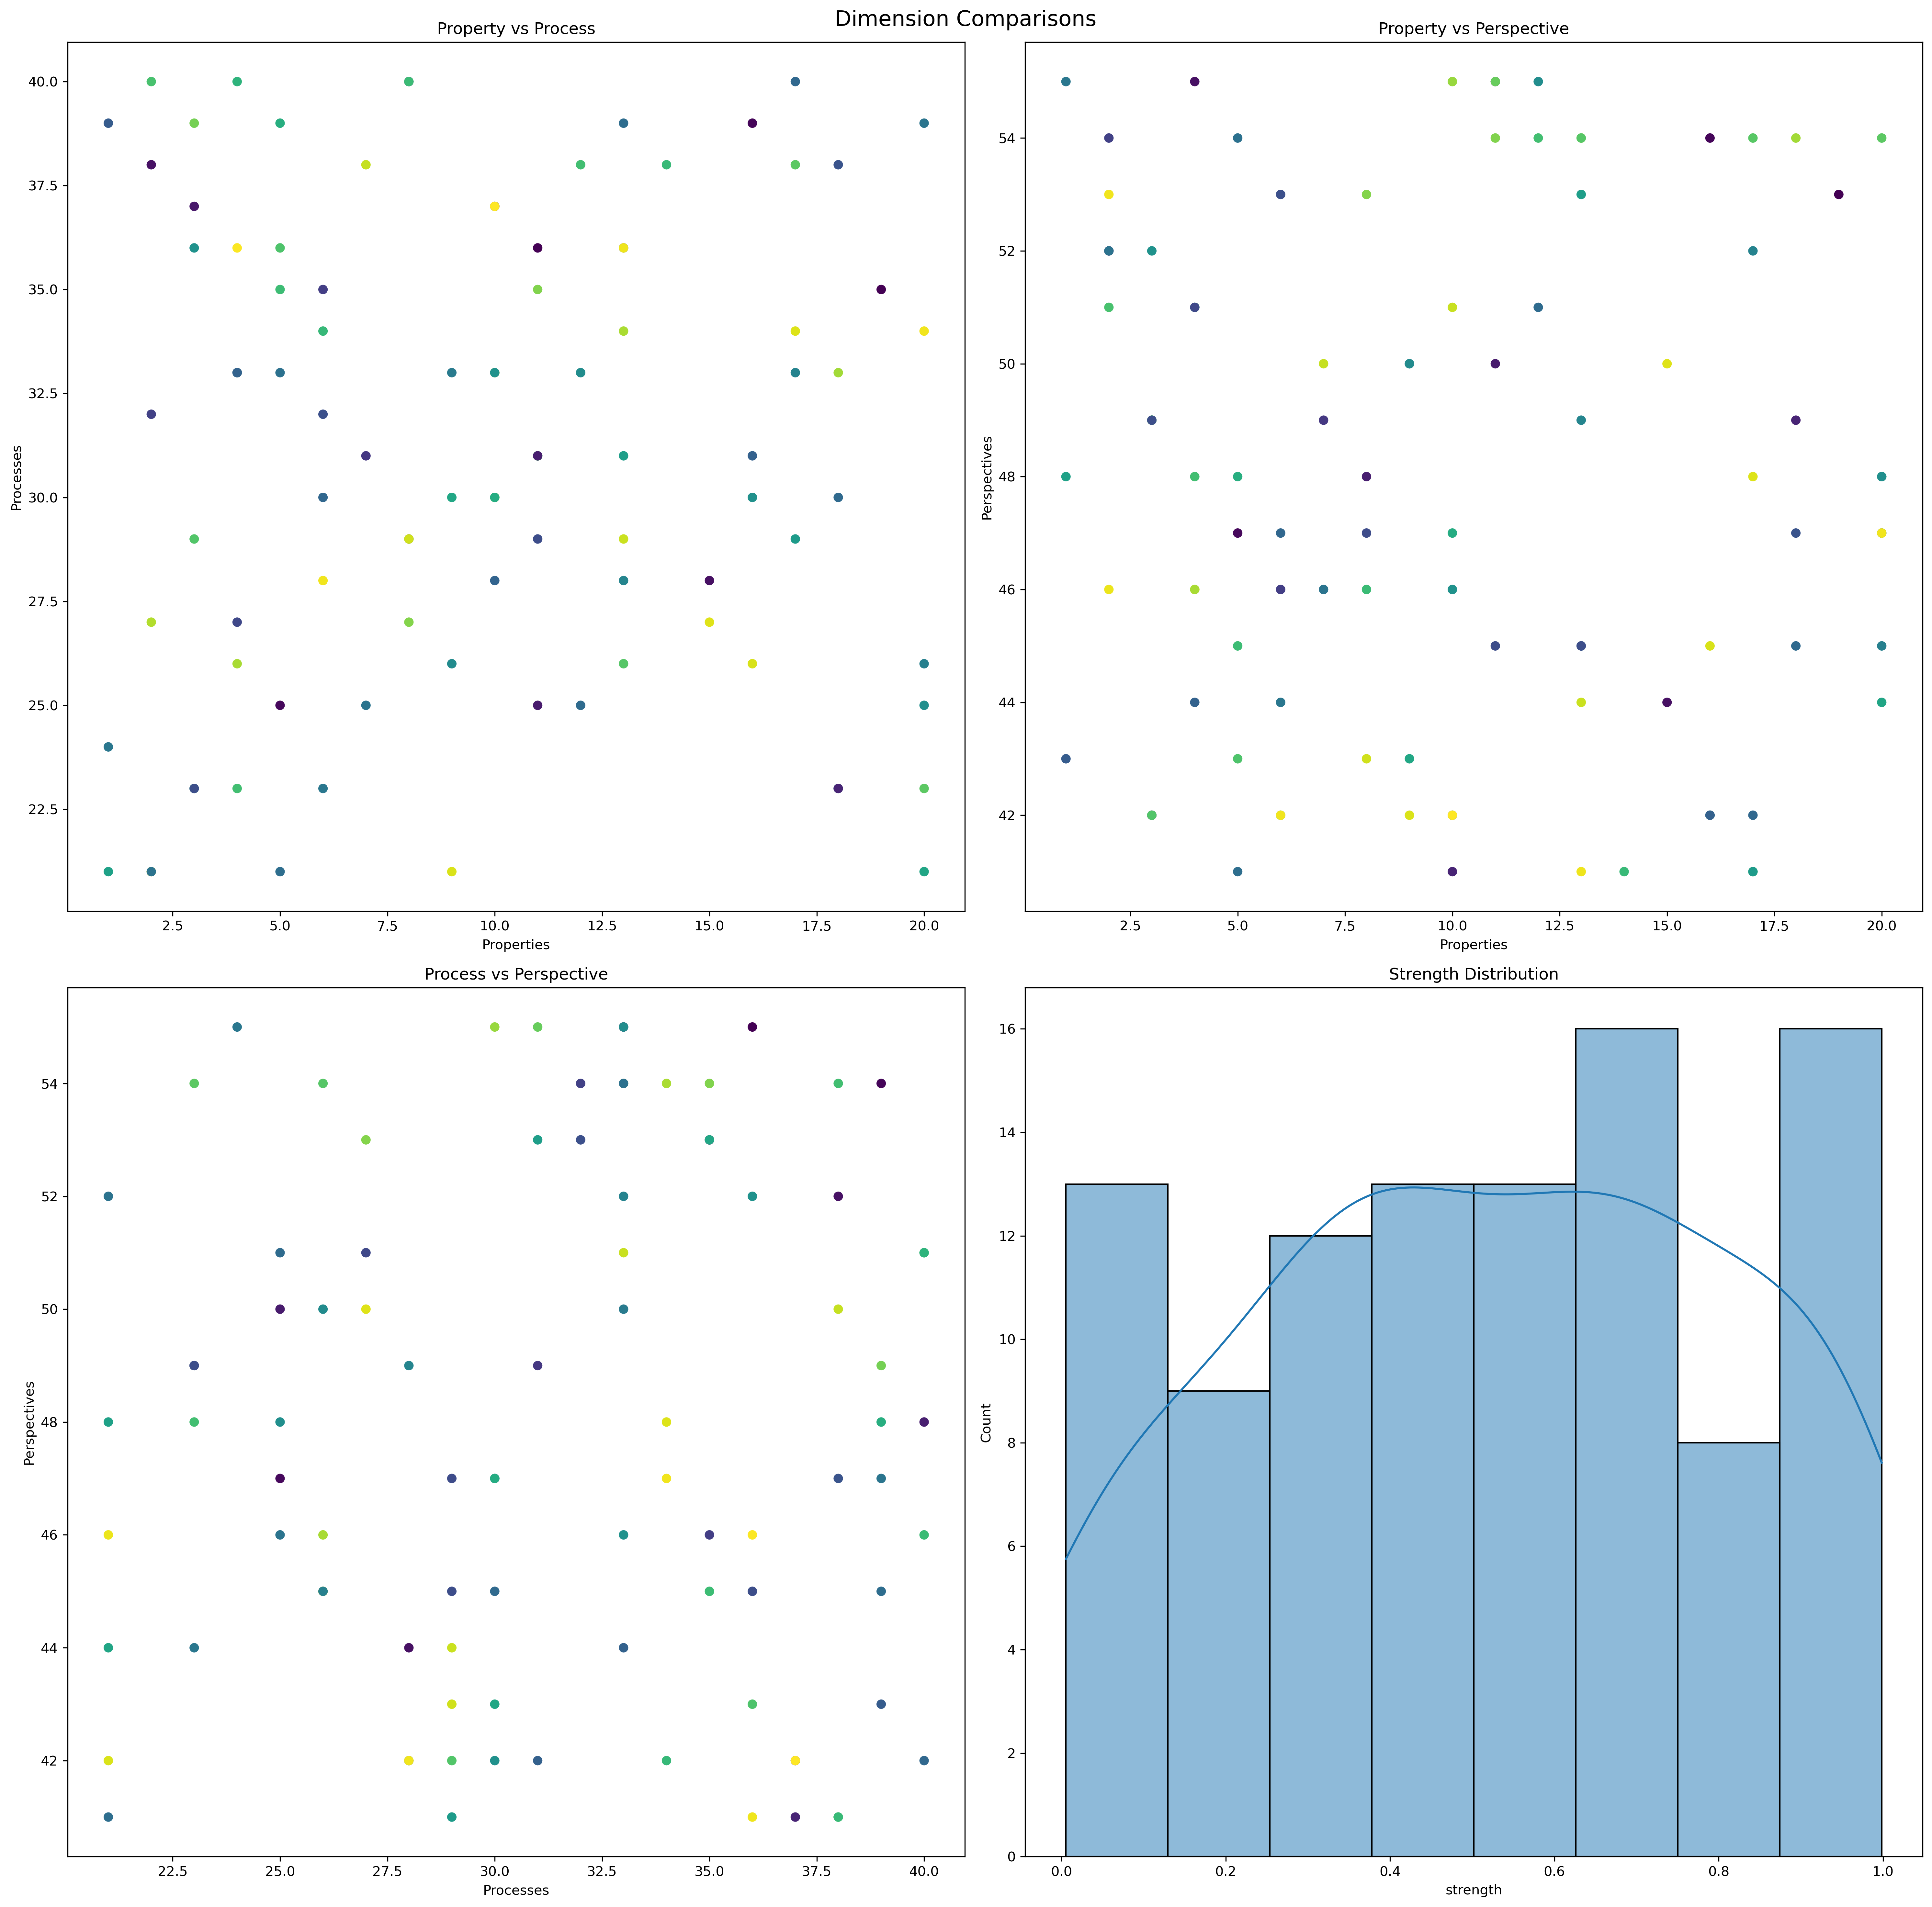 Dimension Comparisons
Property vs Process
40.0
37.5
35.0
32.5
30.0
27.5
25.0
22.5
Processes
2.5 5.0 7.5 10.0 12.5 15.0 17.5 20.0
Properties
Property vs Perspective
54
52
50
48
46
44
42
Perspectives
2.5 5.0 7.5 10.0 12.5 15.0 17.5 20.0
Properties
Process vs Perspective
54
52
50
48
46
44
42
Perspectives
22.5 25.0 27.5 30.0 32.5 35.0 37.5 40.0
Processes
Strength Distribution
16
14
12
10
8
6
4
2
0
Count
0.0 0.2 0.4 0.6 0.8 1.0
strength